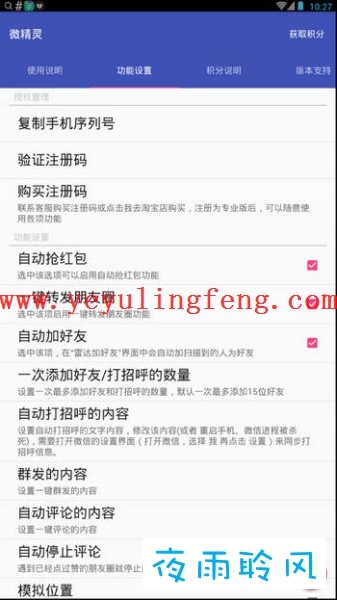 10:27
微精灵
获取积分
使用说明
功能设置
积分说明
版本支持
授权管理
复制手机序列号
验证注册码
购买注册码
联系客服购买注册码或点击我去淘宝店购买，注册为专业版后，可以随意使
用各项功能
功能设置
自动抢红包
选中该选项可以启用自动抢红包功能
一键转发朋友圈
选中该项启用一键转发朋友圈功能
www.yeyulingfeng.com
自动加好友
选中该项，在“雷达加好友”界面中会自动加扫描到的人为好友
一次添加好友/打招呼的数量
设置一次最多添加好友和打招呼的数量，默认一次最多添加15位好友
自动打招呼的内容
设置自动打招呼的文字内容，修改该内容(或者 重启手机、微信进程被杀
死)，需要打开微信的设置界面（打开微信，选择 我 再点击 设置）来同步打
招呼信息。
群发的内容
设置一键群发的内容
自动评论的内容
设置一键评论的内容
自动停止评论
遇到已经点过赞的朋友圈就停止
模拟位置
夜雨聆风